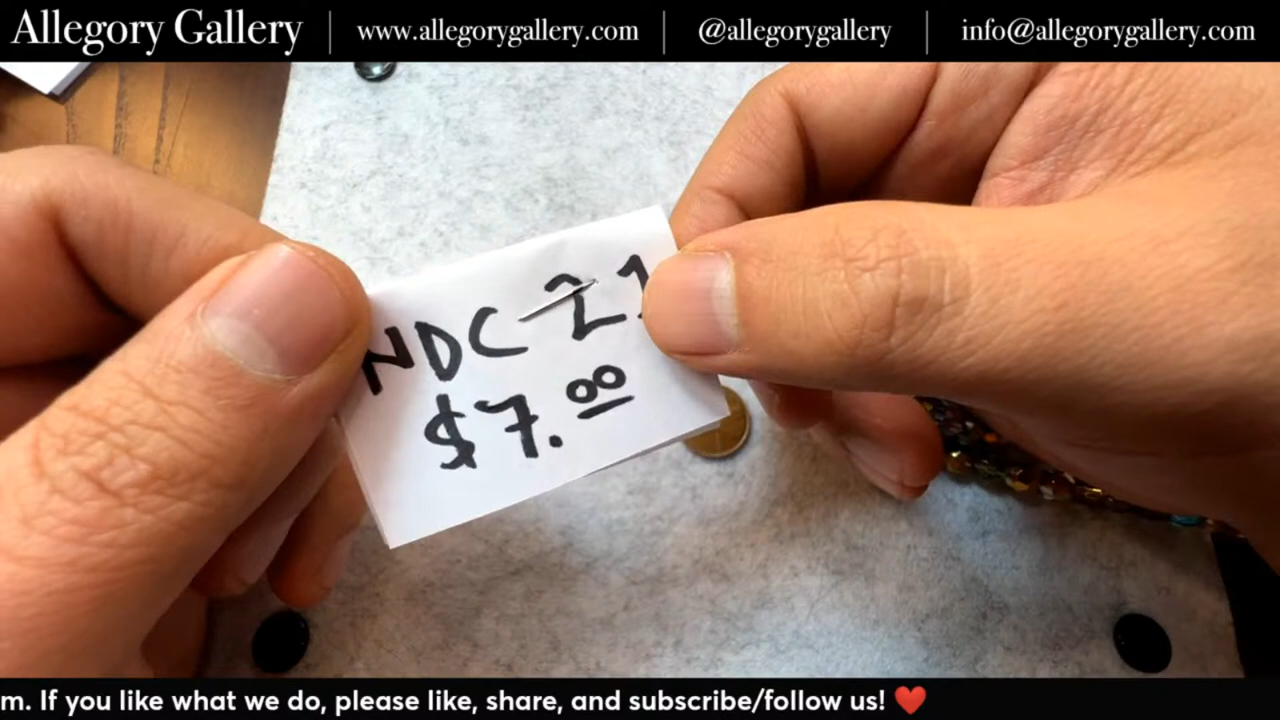 Allegory Gallery
www.allegorygallery.com
@allegorygallery
info@allegorygallery.com
NDC-21
$7.00
m. If you like what we do, please like, share, and subscribe/follow us! ❤️